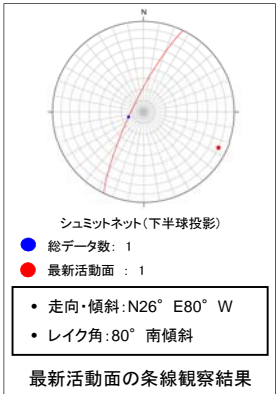 N
シュミットネット(下半球投影)
総データ数: 1
最新活動面 : 1
• 走向・傾斜:N26°E80°W
• レイク角:80°南傾斜
最新活動面の条線観察結果